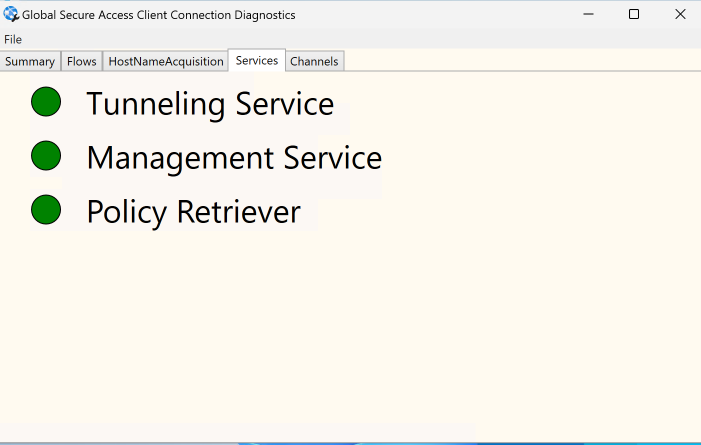 Global Secure Access Client Connection Diagnostics
File
Summary Flows HostNameAcquisition Services Channels
Tunneling Service
Management Service
Policy Retriever